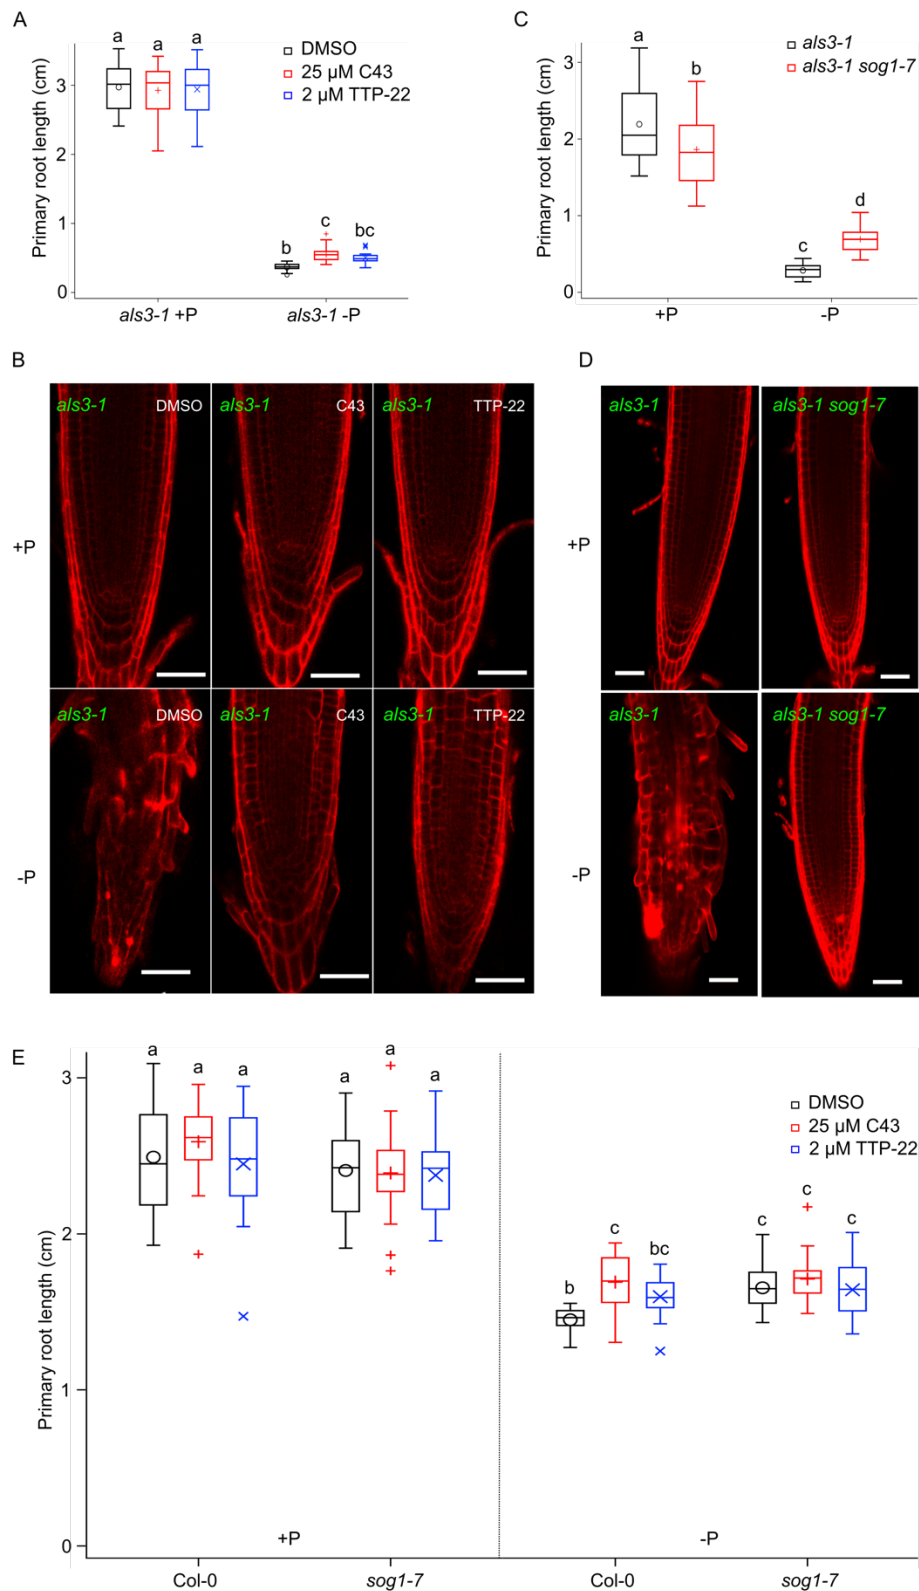 A
Primary root length (cm)
3
2
1
0
a a a
b c bc
DMSO
25 µM C43
2 µM TTP-22
als3-1 +P als3-1 -P
C
Primary root length (cm)
3
2
1
0
a b
c d
als3-1
als3-1 sog1-7
+P -P
B
+P
als3-1 DMSO
als3-1 C43
als3-1 TTP-22
-P
als3-1 DMSO
als3-1 C43
als3-1 TTP-22
D
+P
als3-1
als3-1 sog1-7
-P
als3-1
als3-1 sog1-7
E
Primary root length (cm)
3
2
1
0
a a a a a a
b c bc c c c
DMSO
25 µM C43
2 µM TTP-22
+P -P
Col-0 sog1-7 Col-0 sog1-7